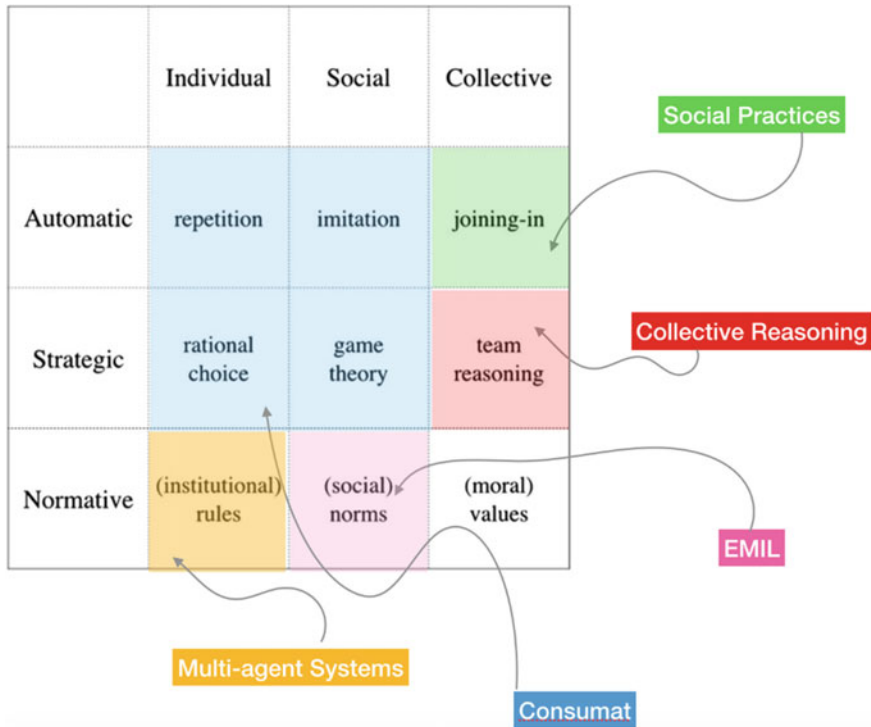 Individual Social Collective
Social Practices
Automatic repetition imitation joining-in
Collective Reasoning
Strategic rational choice game theory team reasoning
Normative (institutional) rules (social) norms (moral) values
EMIL
Multi-agent Systems
Consumat